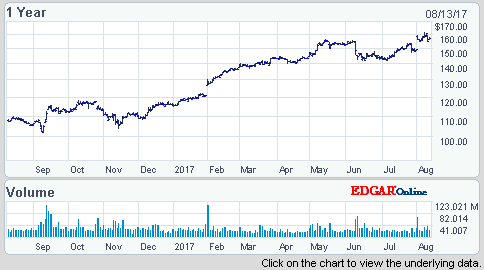 1 Year
08/13/17
$170.00
160.00
150.00
140.00
130.00
120.00
110.00
100.00
Sep Oct Nov Dec 2017 Feb Mar Apr May Jun Jul Aug
Volume
EDGAR Online
123.021 M
82.014
41.007
Sep Oct Nov Dec 2017 Feb Mar Apr May Jun Jul Aug
Click on the chart to view the underlying data.